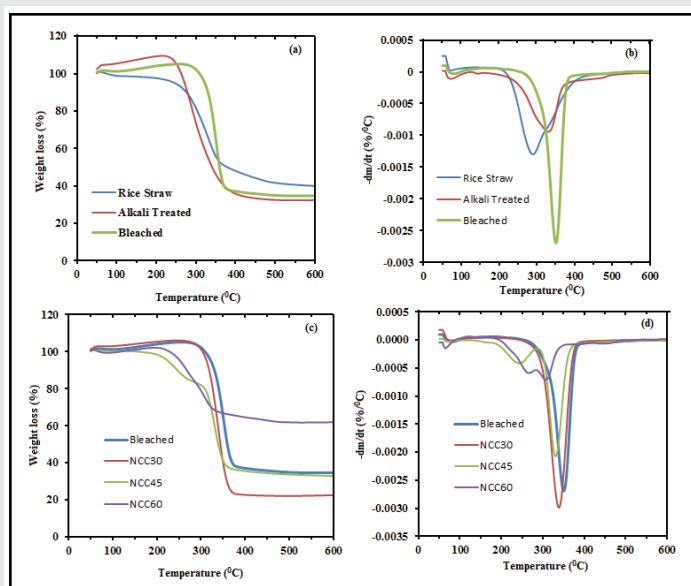 (a)
120
100
80
60
40
20
0
Weight loss (%)
Rice Straw
Alkali Treated
Bleached
0 100 200 300 400 500 600
Temperature (⁰C)
(b)
0.0005
0
-0.0005
-0.001
-0.0015
-0.002
-0.0025
-0.003
-dm/dt (%/⁰C)
Rice Straw
Alkali Treated
Bleached
0 100 200 300 400 500 600
Temperature (⁰C)
(c)
120
100
80
60
40
20
0
Weight loss (%)
Bleached
NCC30
NCC45
NCC60
0 100 200 300 400 500 600
Temperature (⁰C)
(d)
0.0005
0.0000
-0.0005
-0.0010
-0.0015
-0.0020
-0.0025
-0.0030
-0.0035
-dm/dt (%/⁰C)
Bleached
NCC30
NCC45
NCC60
0 100 200 300 400 500 600
Temperature (⁰C)